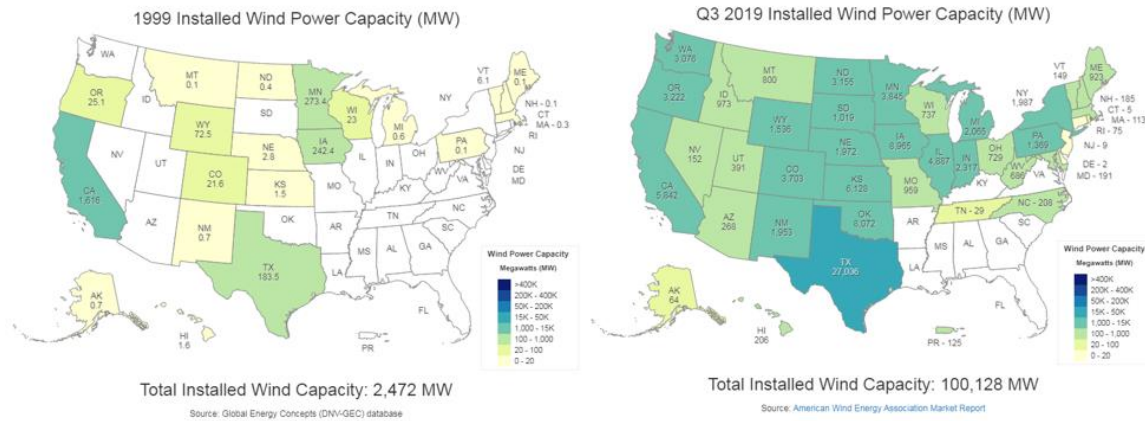 1999 Installed Wind Power Capacity (MW)
WA
MT
0.1
ND
0.4
MN
273.4
VT
6.1
ME
0.1
OR
25.1
ID
SD
WI
23
NY
NH - 0.1
CT
MA - 0.3
RI
WY
72.5
MI
0.6
IA
242.4
NE
2.8
PA
0.1
NJ
NV
UT
CO
21.6
IL
IN
OH
DE
MD
CA
1,616
KS
1.5
MO
WV
VA
KY
AZ
NM
0.7
OK
AR
TN
NC
SC
MS
AL
GA
TX
183.5
LA
FL
AK
0.7
HI
1.6
PR
Wind Power Capacity
Megawatts (MW)
>400K
200K - 400K
50K - 200K
15K - 50K
1,000 - 15K
100 - 1,000
20 - 100
0 - 20
Total Installed Wind Capacity: 2,472 MW
Source: Global Energy Concepts (DNV-GEC) database
Q3 2019 Installed Wind Power Capacity (MW)
WA
3,076
MT
800
ND
3,155
MN
3,845
VT
149
ME
923
OR
3,222
ID
973
SD
1,019
WI
737
NY
1,987
NH - 185
CT - 5
MA - 113
RI - 75
WY
1,536
MI
2,065
IA
8,965
NE
1,972
PA
1,369
NJ - 9
NV
152
UT
391
CO
3,703
IL
4,887
IN
2,317
OH
729
DE - 2
MD - 191
CA
5,842
KS
6,128
MO
959
WV
686
VA
KY
AZ
268
NM
1,953
OK
8,072
AR
TN - 29
NC - 208
SC
MS
AL
GA
TX
27,036
LA
FL
AK
64
HI
206
PR - 125
Wind Power Capacity
Megawatts (MW)
>400K
200K - 400K
50K - 200K
15K - 50K
1,000 - 15K
100 - 1,000
20 - 100
0 - 20
Total Installed Wind Capacity: 100,128 MW
Source: American Wind Energy Association Market Report